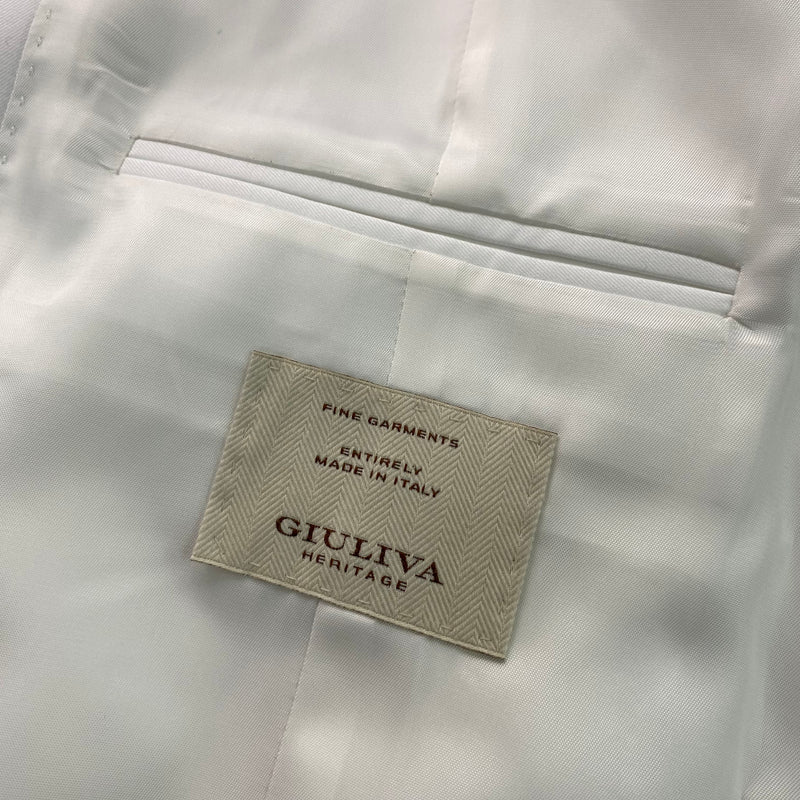 FINE GARMENTS
ENTIRELY
MADE IN ITALY
GIULIVA
HERITAGE